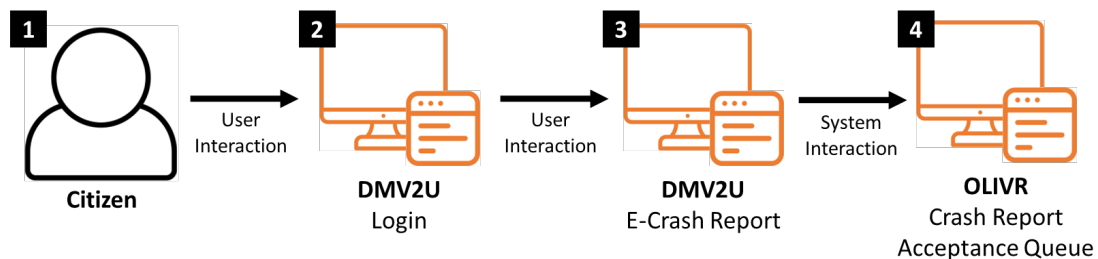 1
2
3
4
User
Interaction
User
Interaction
System
Interaction
Citizen
DMV2U
Login
DMV2U
E-Crash Report
OLIVR
Crash Report
Acceptance Queue